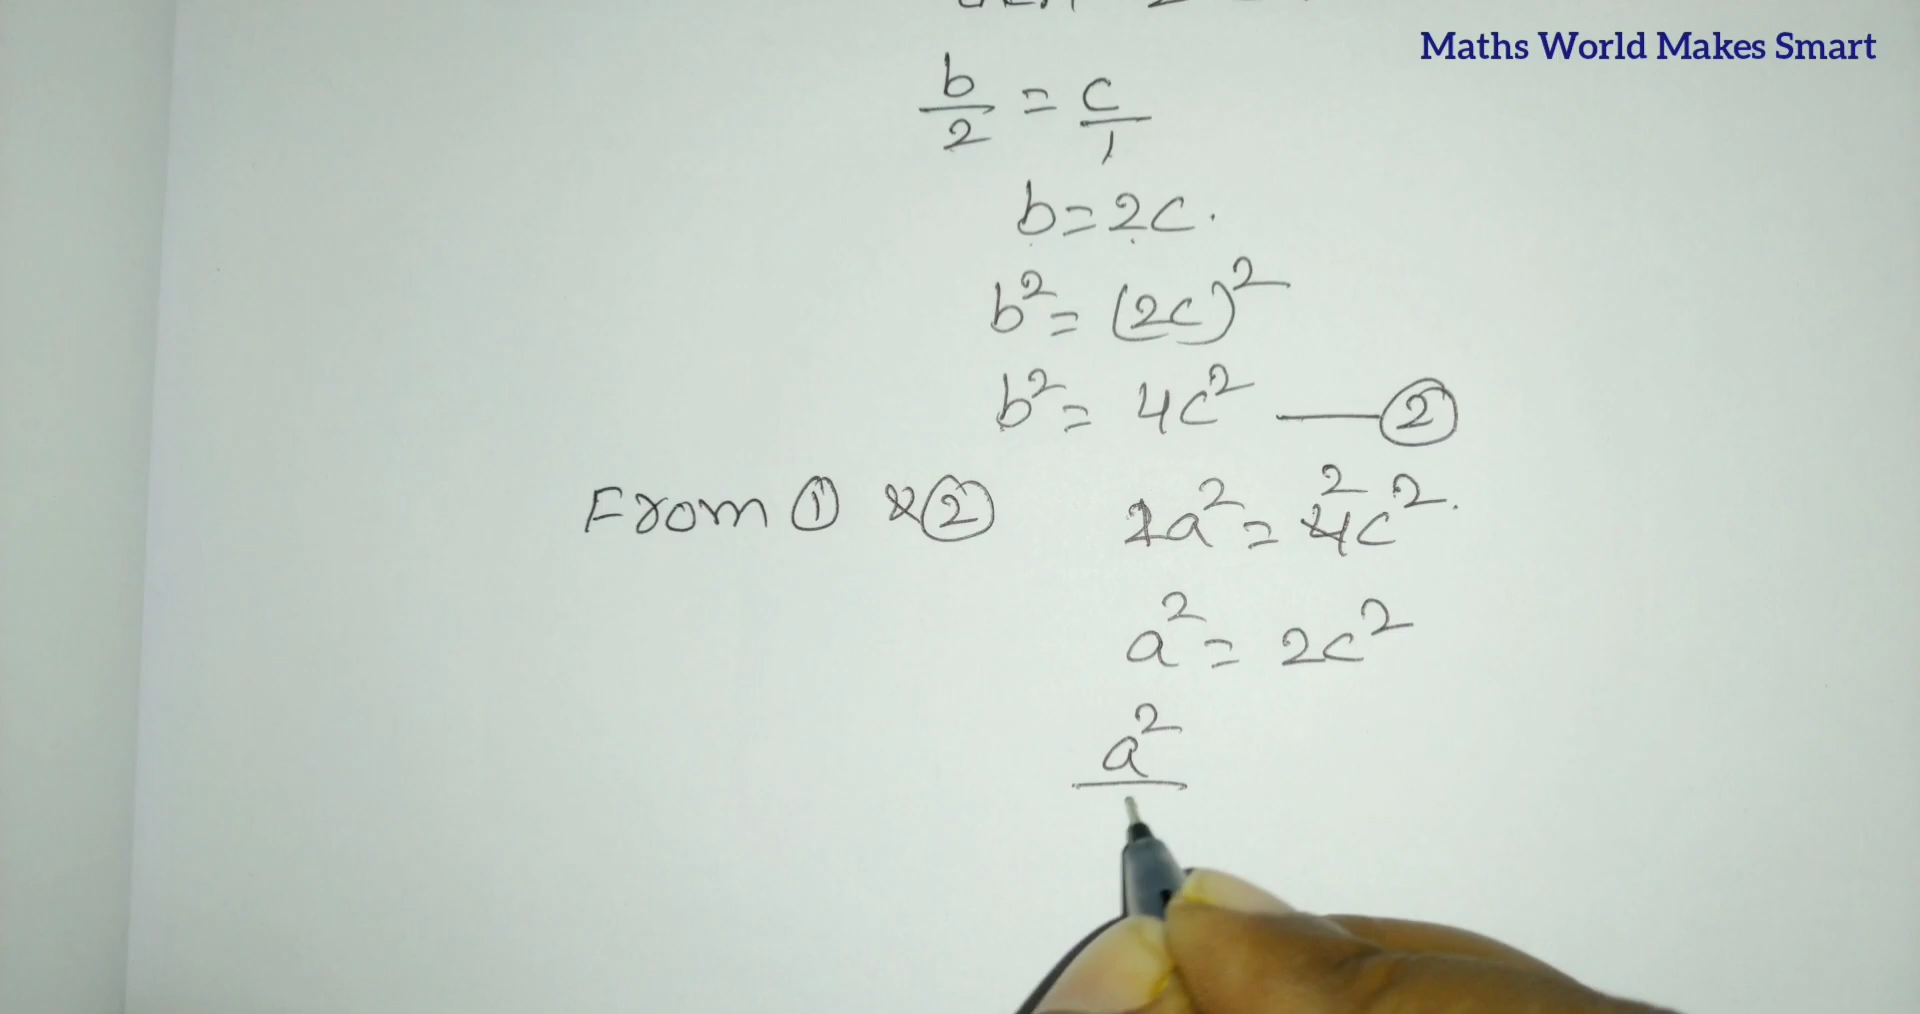 Maths World Makes Smart
b/2 = c/1
b = 2c.
b² = (2c)²
b² = 4c² —— ②
From ① & ② 2a² = 4c². 2
a² = 2c²
a²